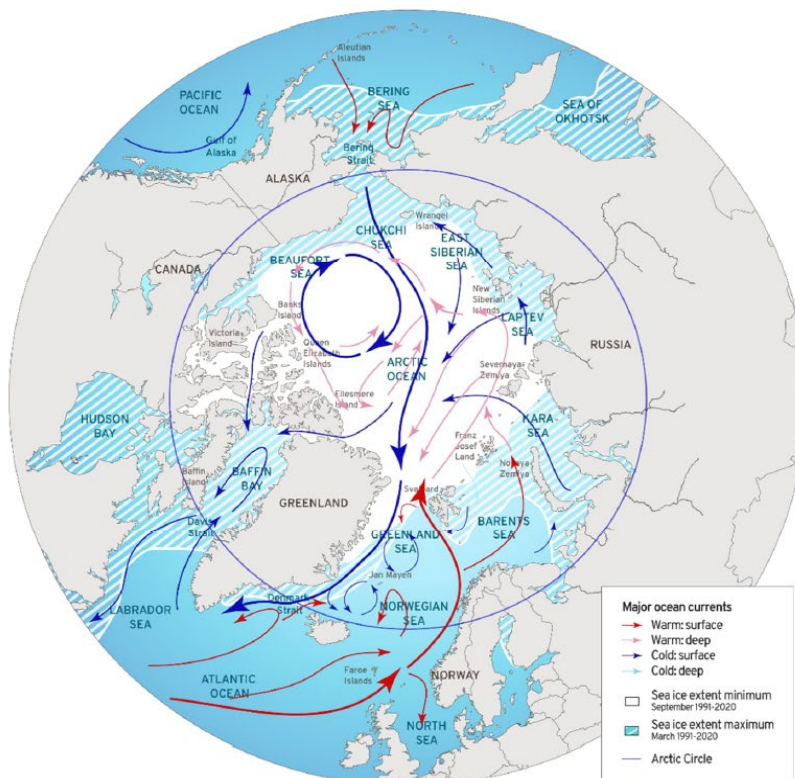 Aleutian
Islands
BERING
SEA
PACIFIC
OCEAN
SEA OF
OKHOTSK
Gulf of
Alaska
Bering
Strait
ALASKA
Wrangel
Island
CHUKCHI
SEA
EAST
SIBERIAN
SEA
BEAUFORT
SEA
CANADA
New
Siberian
Islands
Banks
Island
LAPTEV
SEA
Victoria
Island
Queen
Elizabeth
Islands
RUSSIA
ARCTIC
OCEAN
Severnaya
Zemlya
Ellesmere
Island
HUDSON
BAY
KARA
SEA
Franz
Josef
Land
Baffin
Island
BAFFIN
BAY
Novaya
Zemlya
GREENLAND
Svalbard
Davis
Strait
BARENTS
SEA
GREENLAND
SEA
Jan Mayen
Denmark
Strait
LABRADOR
SEA
NORWEGIAN
SEA
Faroe
Islands
NORWAY
ATLANTIC
OCEAN
NORTH
SEA
Major ocean currents
Warm: surface
Warm: deep
Cold: surface
Cold: deep
Sea ice extent minimum
September 1991-2020
Sea ice extent maximum
March 1991-2020
Arctic Circle